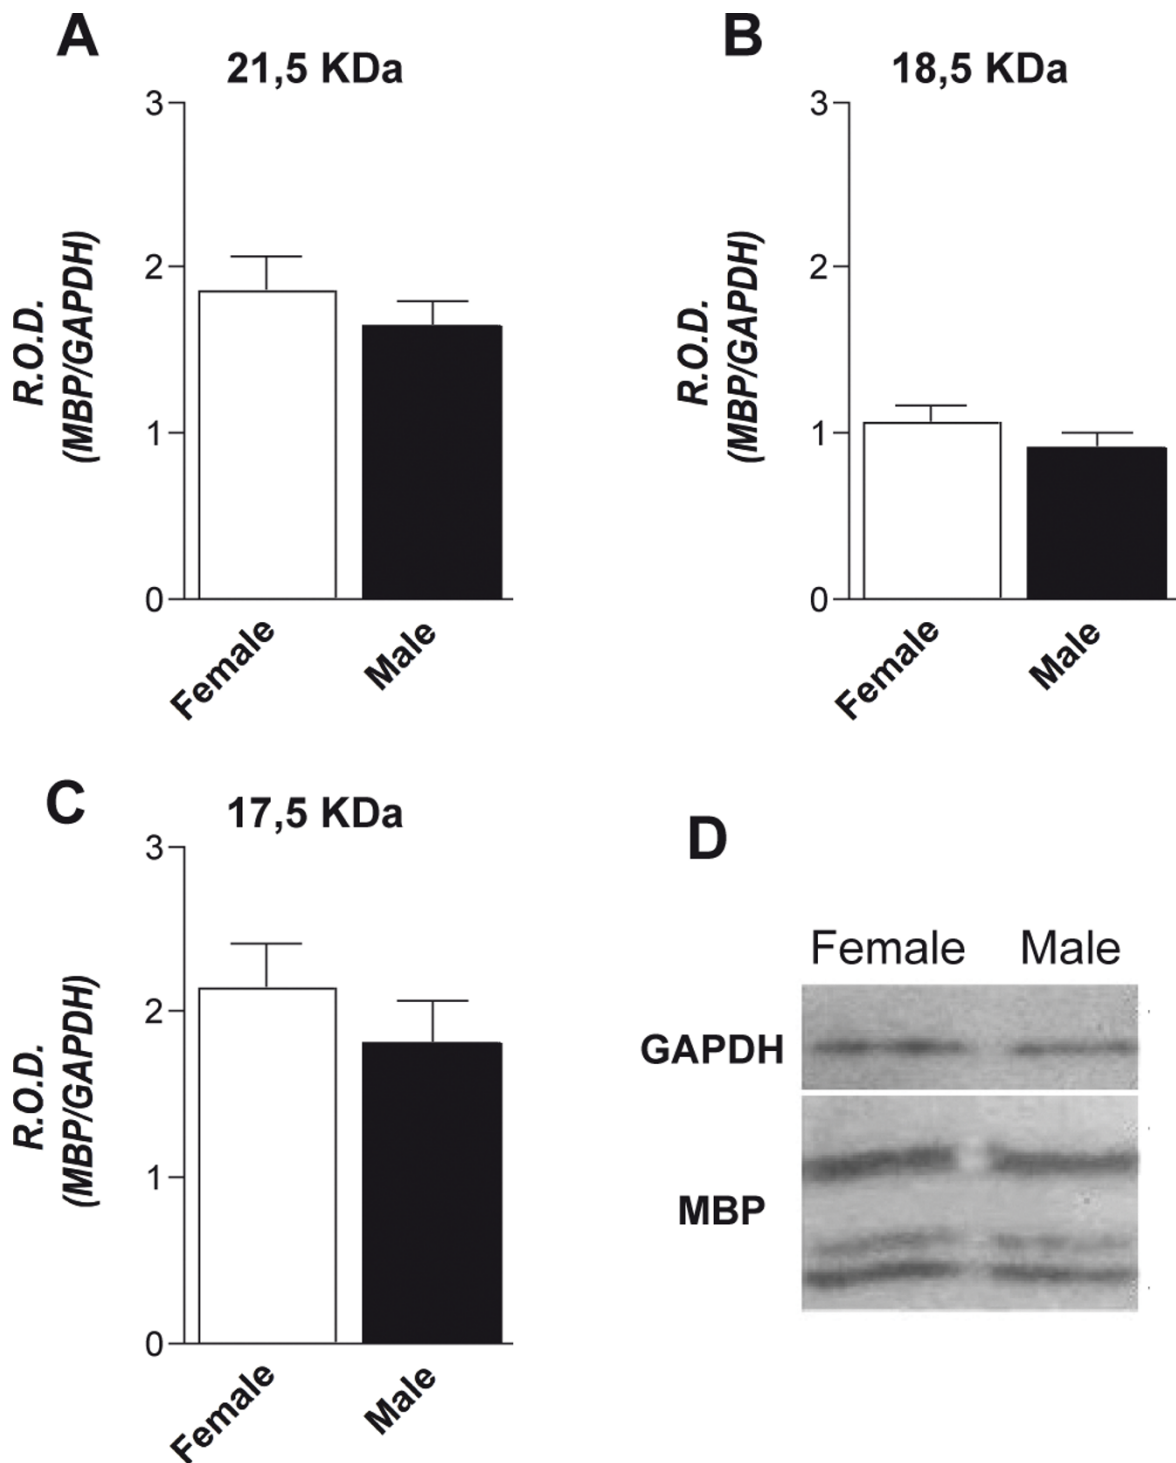 A
21,5 KDa
3
2
1
0
R.O.D.
(MBP/GAPDH)
Female
Male
B
18,5 KDa
3
2
1
0
R.O.D.
(MBP/GAPDH)
Female
Male
C
17,5 KDa
3
2
1
0
R.O.D.
(MBP/GAPDH)
Female
Male
D
Female Male
GAPDH
MBP